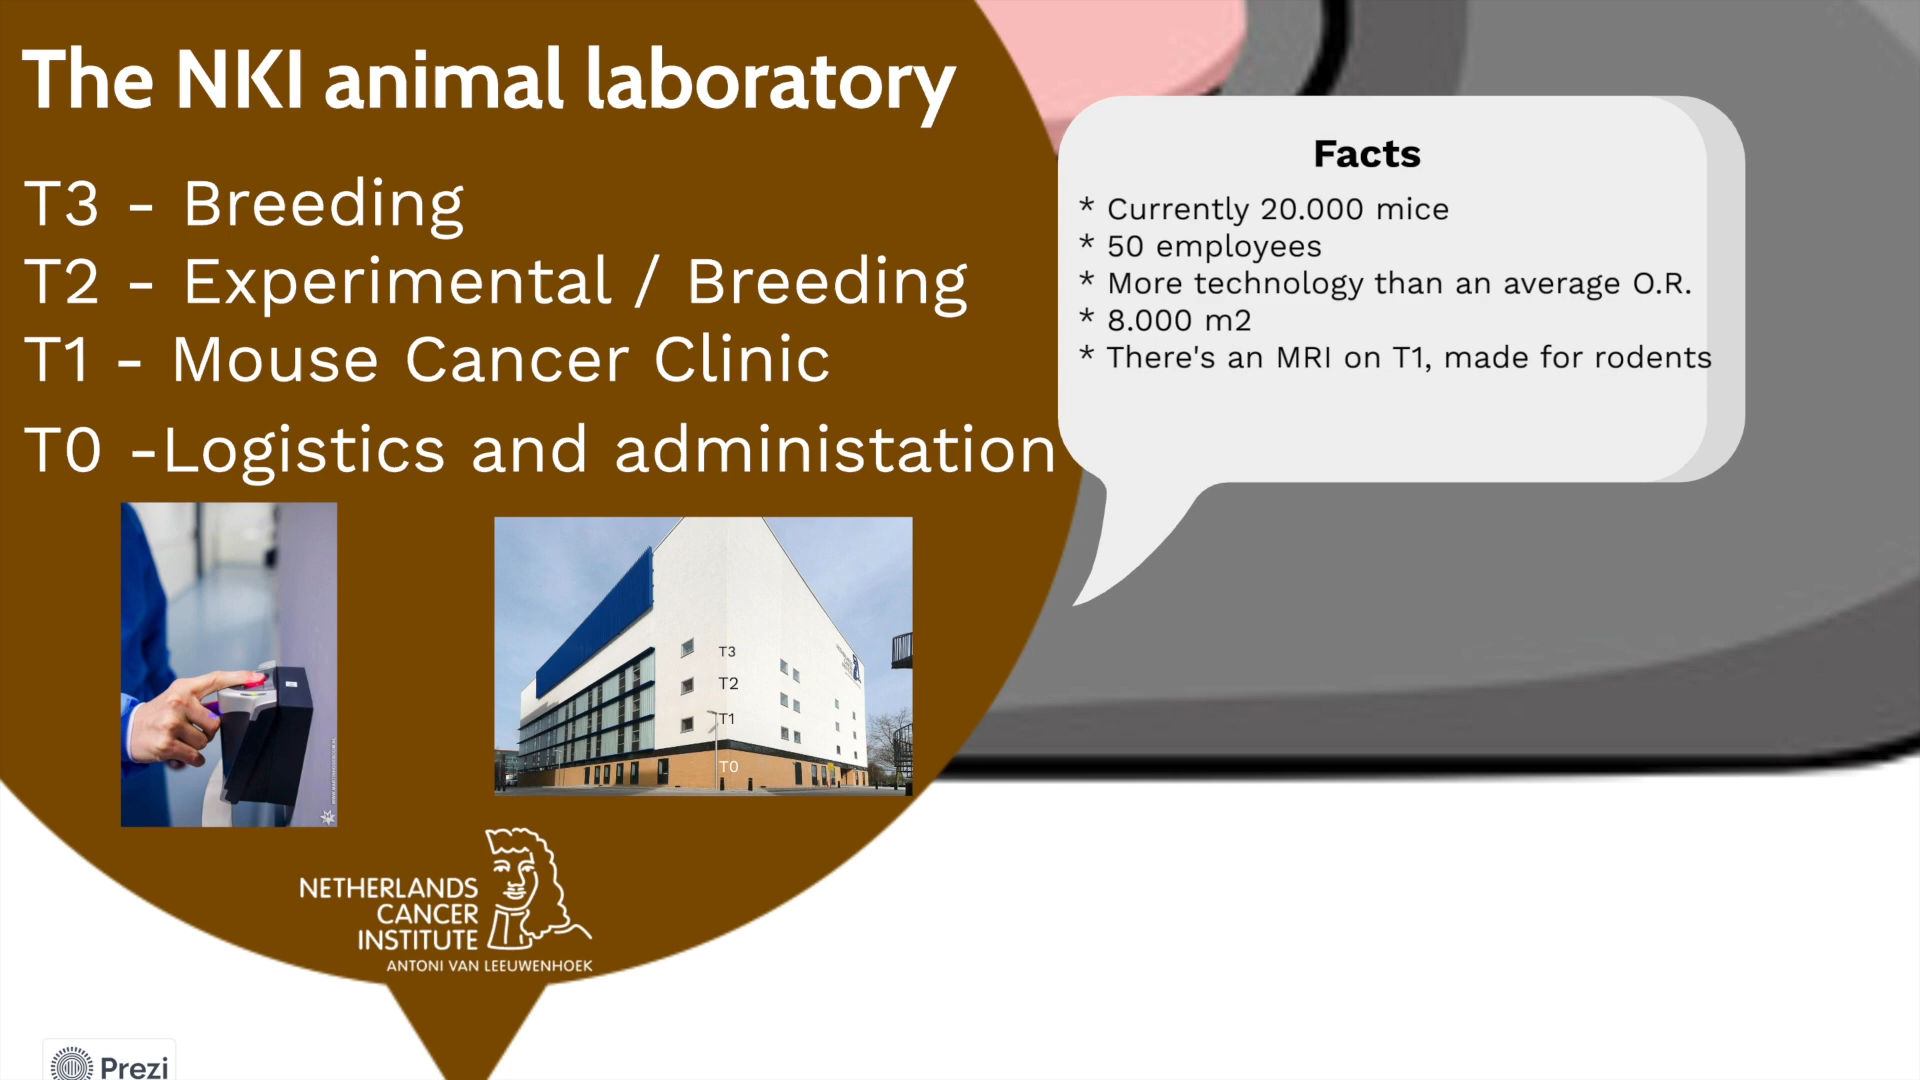 The NKI animal laboratory
T3 - Breeding
T2 - Experimental / Breeding
T1 - Mouse Cancer Clinic
T0 -Logistics and administation
Facts
* Currently 20.000 mice
* 50 employees
* More technology than an average O.R.
* 8.000 m2
* There's an MRI on T1, made for rodents
T3
T2
T1
T0
NETHERLANDS
CANCER
INSTITUTE
ANTONI VAN LEEUWENHOEK
Prezi